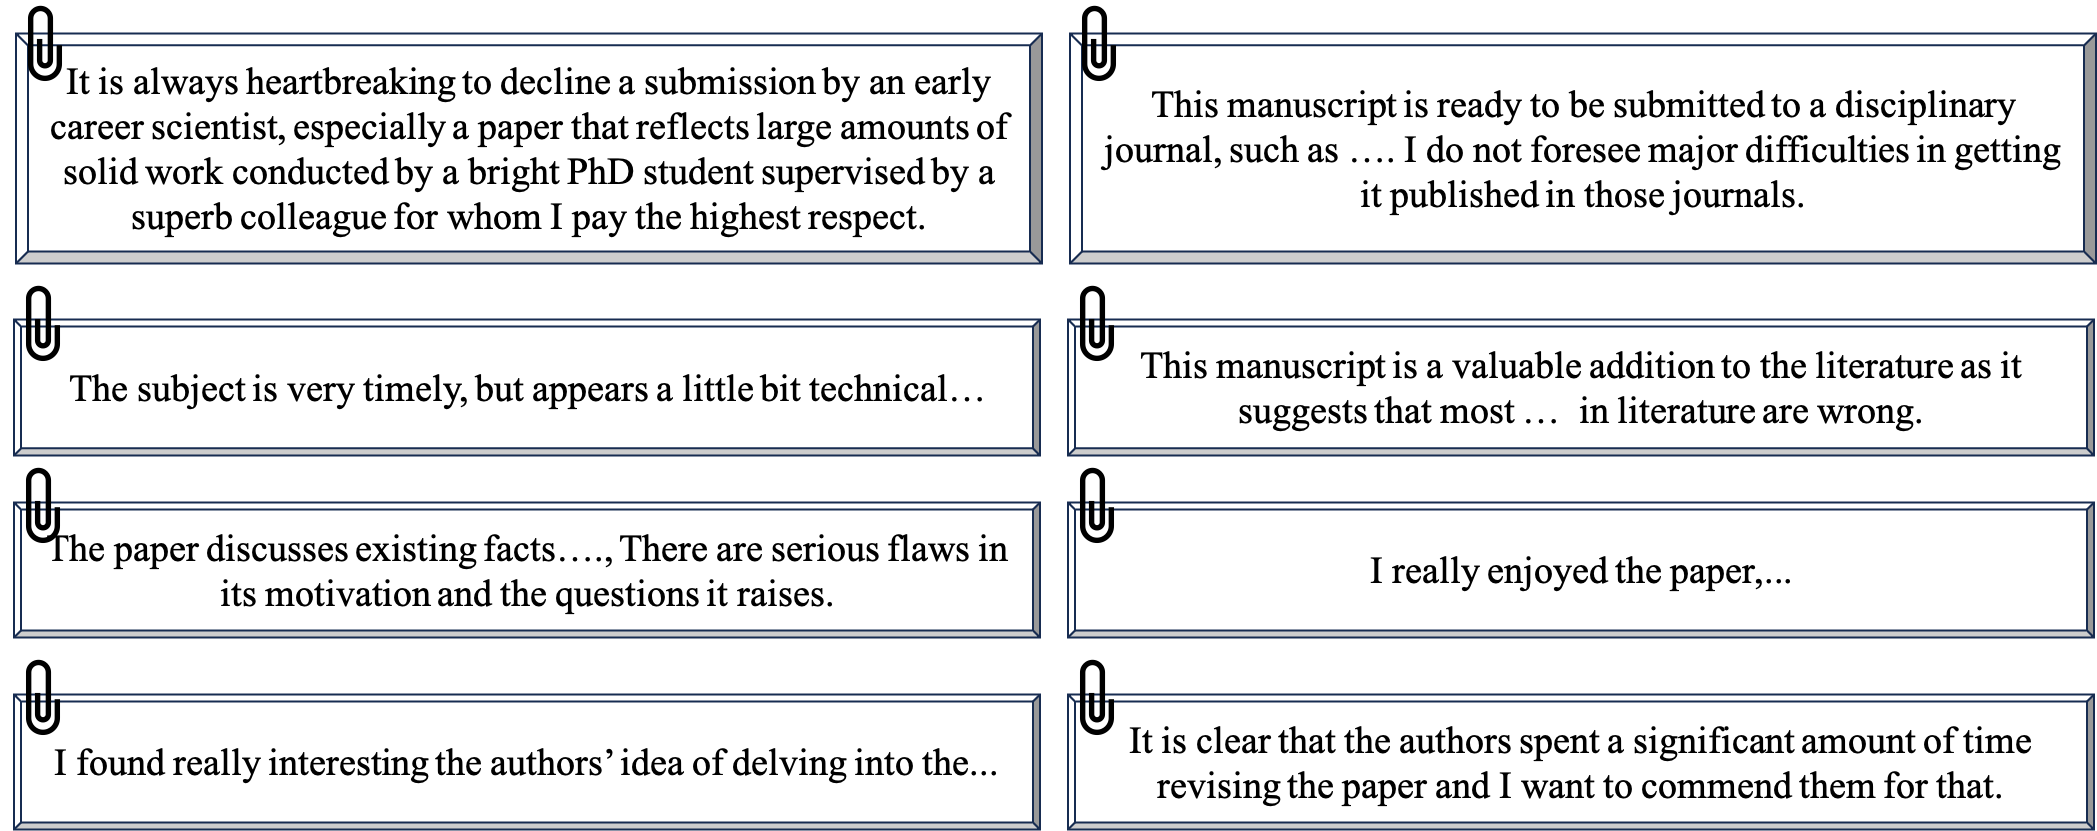 It is always heartbreaking to decline a submission by an early
career scientist, especially a paper that reflects large amounts of
solid work conducted by a bright PhD student supervised by a
superb colleague for whom I pay the highest respect.
This manuscript is ready to be submitted to a disciplinary
journal, such as …. I do not foresee major difficulties in getting
it published in those journals.
The subject is very timely, but appears a little bit technical…
This manuscript is a valuable addition to the literature as it
suggests that most … in literature are wrong.
The paper discusses existing facts…., There are serious flaws in
its motivation and the questions it raises.
I really enjoyed the paper,...
I found really interesting the authors’ idea of delving into the...
It is clear that the authors spent a significant amount of time
revising the paper and I want to commend them for that.